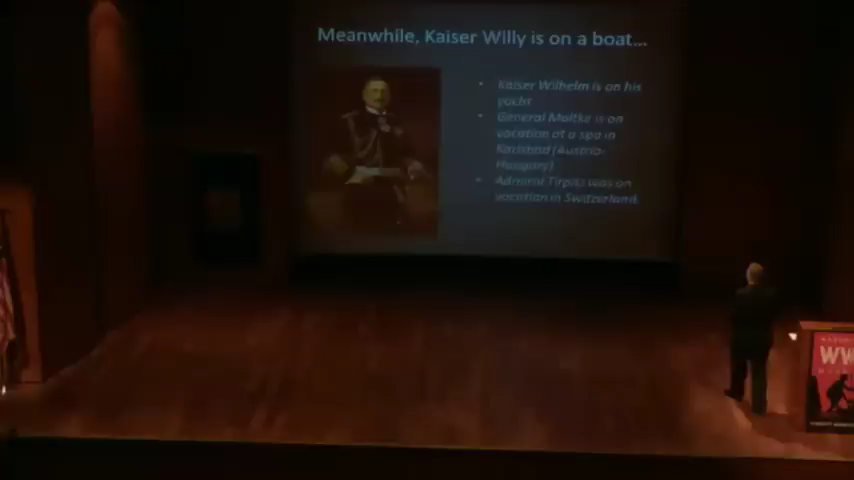 Meanwhile, Kaiser Willy is on a boat...
• Kaiser Wilhelm is on his
yacht
• General Moltke is on
vacation at a spa in
Karlsbad (Austria-
Hungary)
• Admiral Tirpitz was on
vacation in Switzerland.
WW